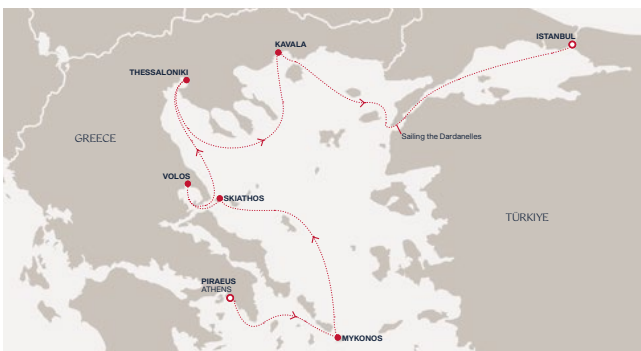 ISTANBUL
KAVALA
THESSALONIKI
Sailing the Dardanelles
GREECE
VOLOS
SKIATHOS
TÜRKIYE
PIRAEUS
ATHENS
MYKONOS